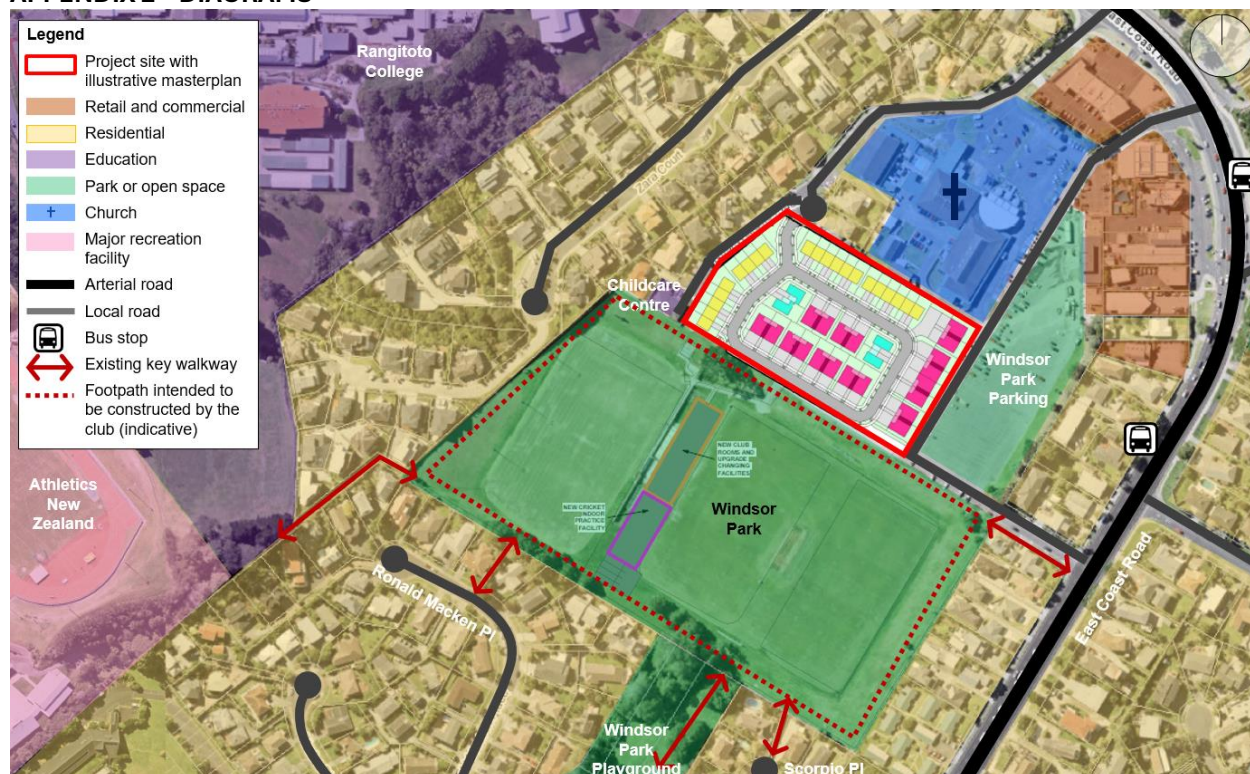 APPENDIX 2 - DIAGRAMS
Legend
Project site with
illustrative masterplan
Retail and commercial
Residential
Education
Park or open space
Church
Major recreation
facility
Arterial road
Local road
Bus stop
Existing key walkway
Footpath intended to
be constructed by the
club (indicative)
Rangitoto
College
East Coast Road
Zara Court
Childcare
Centre
Windsor
Park
Parking
NEW CLUB
ROOMS AND
UPGRADE
CHANGING
FACILITIES
Athletics
New
Zealand
NEW CRICKET
INDOOR
PRACTICE
FACILITY
Windsor
Park
Ronald Macken Pl
East Coast Road
Windsor
Park
Playground
Scorpio Pl